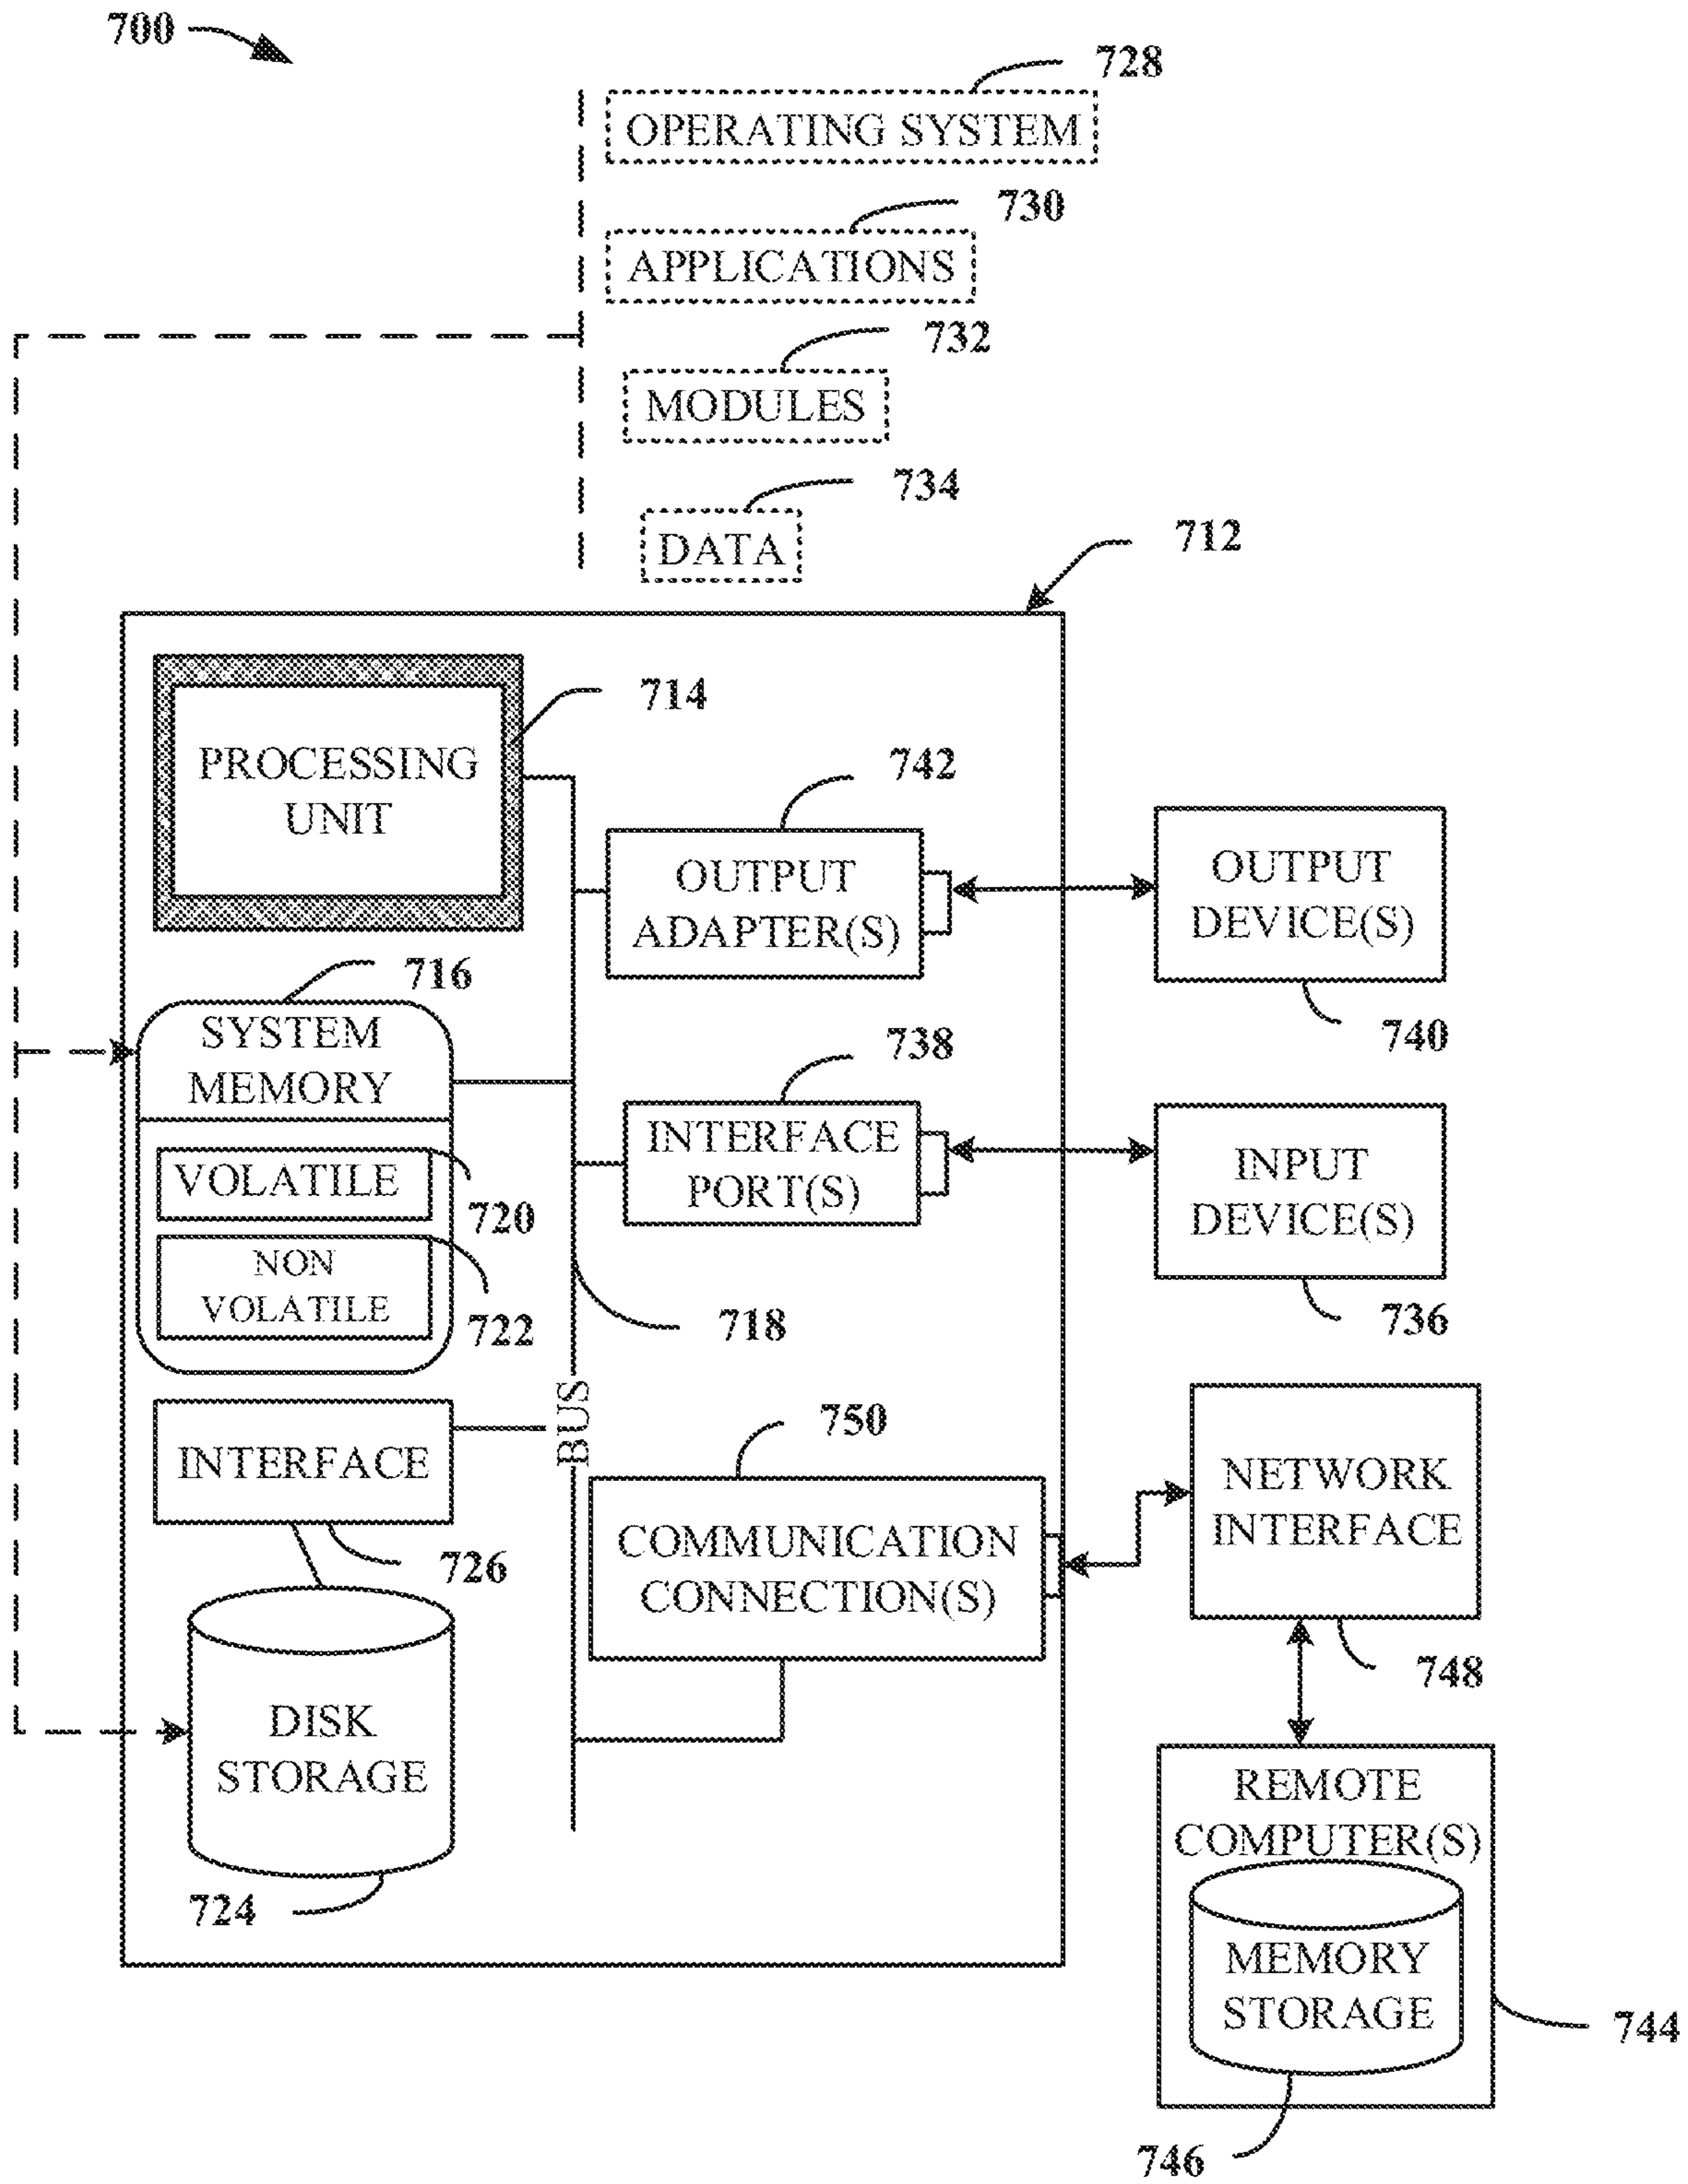 700
728
OPERATING SYSTEM
730
APPLICATIONS
732
MODULES
734
DATA
712
714
PROCESSING
UNIT
742
OUTPUT
ADAPTER(S)
OUTPUT
DEVICE(S)
740
716
SYSTEM
MEMORY
VOLATILE
720
NON
VOLATILE
722
738
INTERFACE
PORT(S)
INPUT
DEVICE(S)
736
718
BUS
INTERFACE
726
750
COMMUNICATION
CONNECTION(S)
NETWORK
INTERFACE
748
DISK
STORAGE
724
REMOTE
COMPUTER(S)
MEMORY
STORAGE
744
746